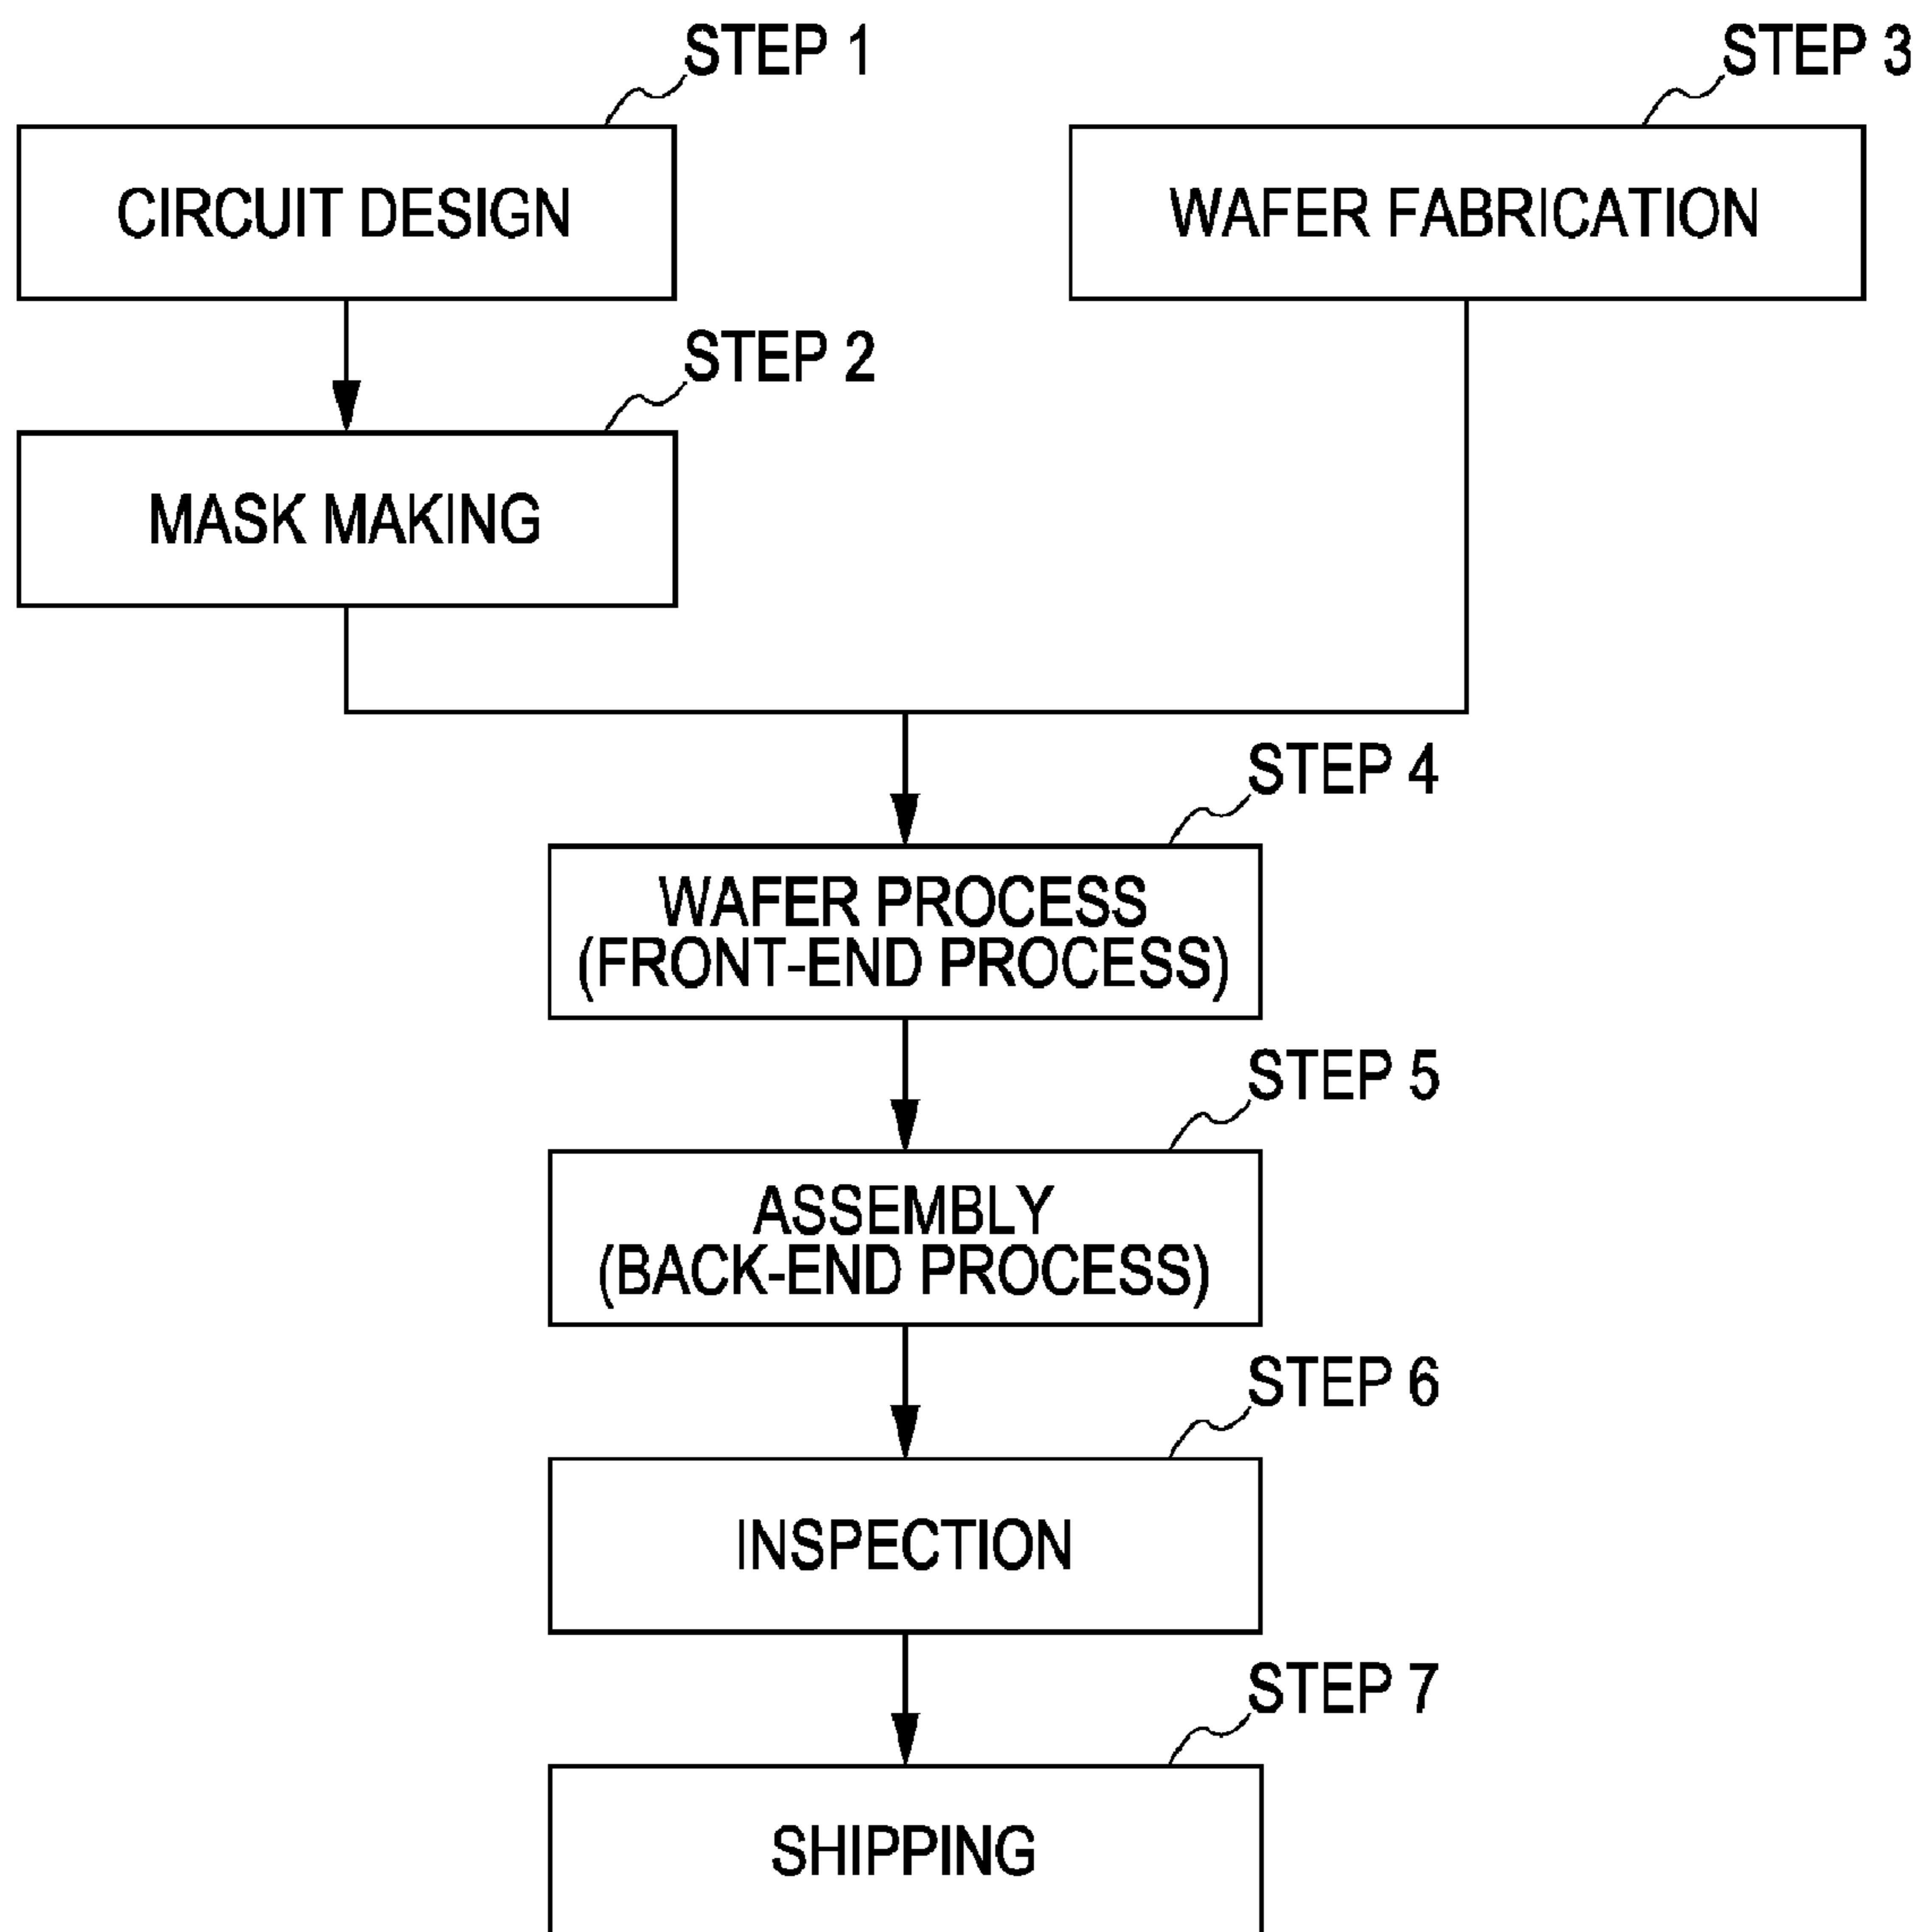 STEP 1
CIRCUIT DESIGN
STEP 2
MASK MAKING
STEP 3
WAFER FABRICATION
STEP 4
WAFER PROCESS
(FRONT-END PROCESS)
STEP 5
ASSEMBLY
(BACK-END PROCESS)
STEP 6
INSPECTION
STEP 7
SHIPPING